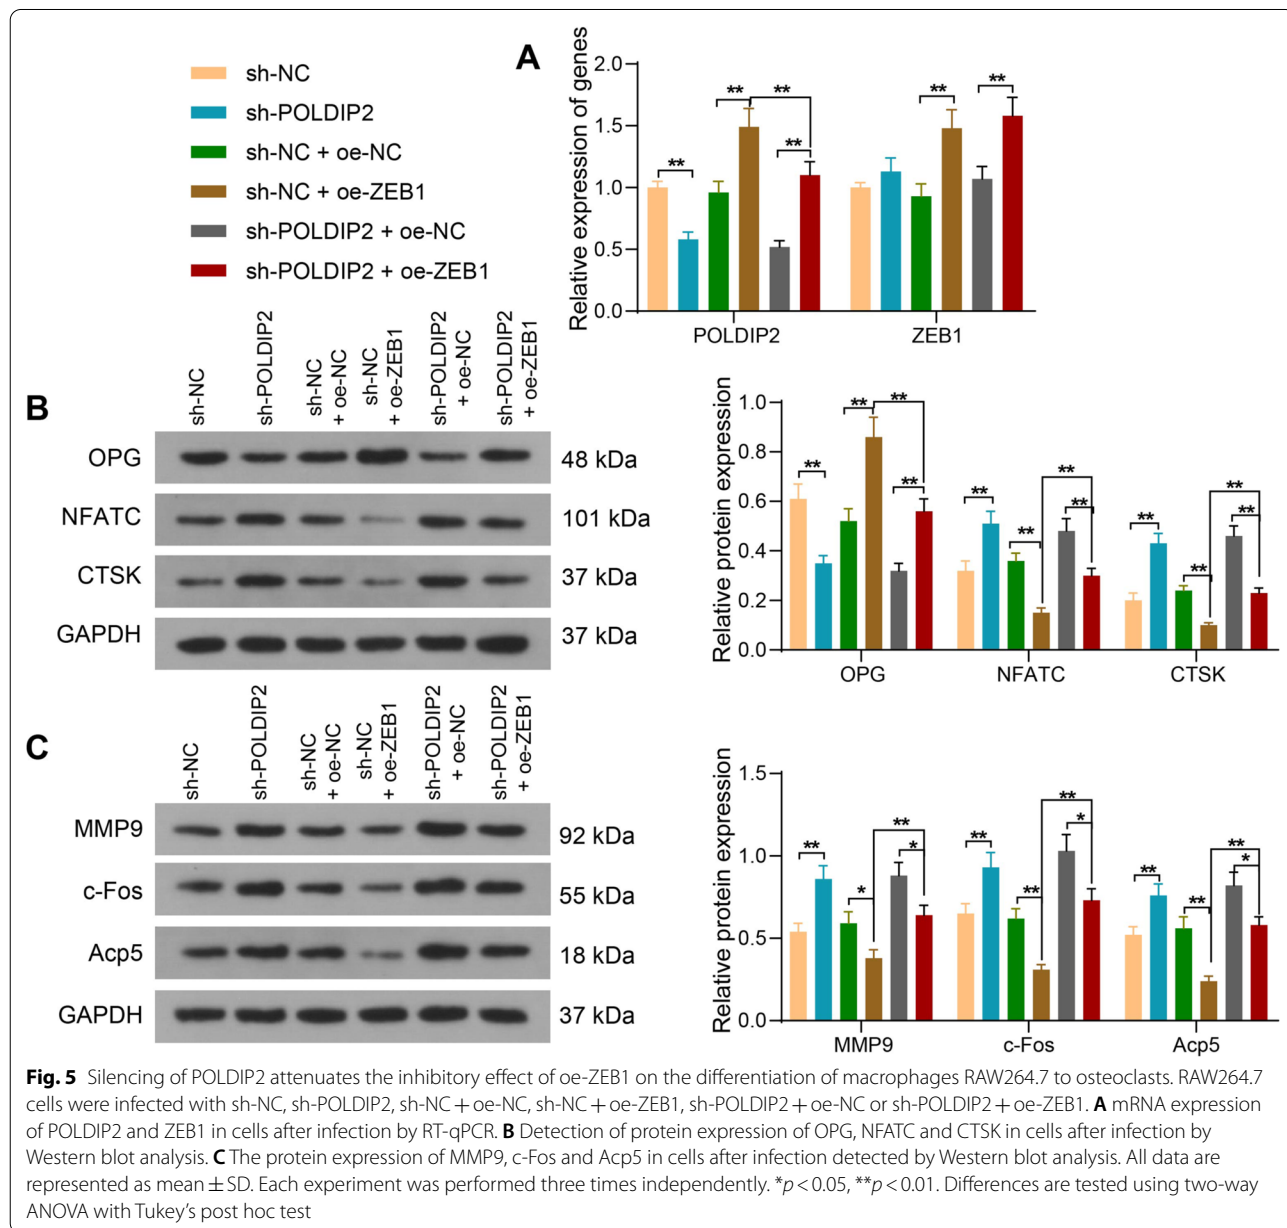 A
sh-NC
sh-POLDIP2
sh-NC + oe-NC
sh-NC + oe-ZEB1
sh-POLDIP2 + oe-NC
sh-POLDIP2 + oe-ZEB1
Relative expression of genes
2.0
1.5
1.0
0.5
0.0
**
**
**
**
**
**
POLDIP2
ZEB1
B
sh-NC
sh-POLDIP2
sh-NC
+ oe-NC
sh-NC
+ oe-ZEB1
sh-POLDIP2
+ oe-NC
sh-POLDIP2
+ oe-ZEB1
OPG
48 kDa
NFATC
101 kDa
CTSK
37 kDa
GAPDH
37 kDa
Relative protein expression
1.0
0.8
0.6
0.4
0.2
0.0
**
**
**
**
**
**
**
**
**
**
**
**
OPG
NFATC
CTSK
C
sh-NC
sh-POLDIP2
sh-NC
+ oe-NC
sh-NC
+ oe-ZEB1
sh-POLDIP2
+ oe-NC
sh-POLDIP2
+ oe-ZEB1
MMP9
92 kDa
c-Fos
55 kDa
Acp5
18 kDa
GAPDH
37 kDa
Relative protein expression
1.5
1.0
0.5
0.0
**
*
**
*
**
**
**
*
**
**
**
*
MMP9
c-Fos
Acp5
Fig. 5 Silencing of POLDIP2 attenuates the inhibitory effect of oe-ZEB1 on the differentiation of macrophages RAW264.7 to osteoclasts. RAW264.7
cells were infected with sh-NC, sh-POLDIP2, sh-NC + oe-NC, sh-NC + oe-ZEB1, sh-POLDIP2 + oe-NC or sh-POLDIP2 + oe-ZEB1. A mRNA expression
of POLDIP2 and ZEB1 in cells after infection by RT-qPCR. B Detection of protein expression of OPG, NFATC and CTSK in cells after infection by
Western blot analysis. C The protein expression of MMP9, c-Fos and Acp5 in cells after infection detected by Western blot analysis. All data are
represented as mean ± SD. Each experiment was performed three times independently. *p < 0.05, **p < 0.01. Differences are tested using two-way
ANOVA with Tukey's post hoc test